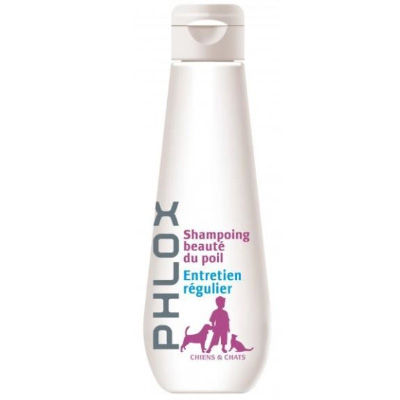 PHLOX
Shampoing
beauté
du poil
Entretien
régulier
CHIENS & CHATS